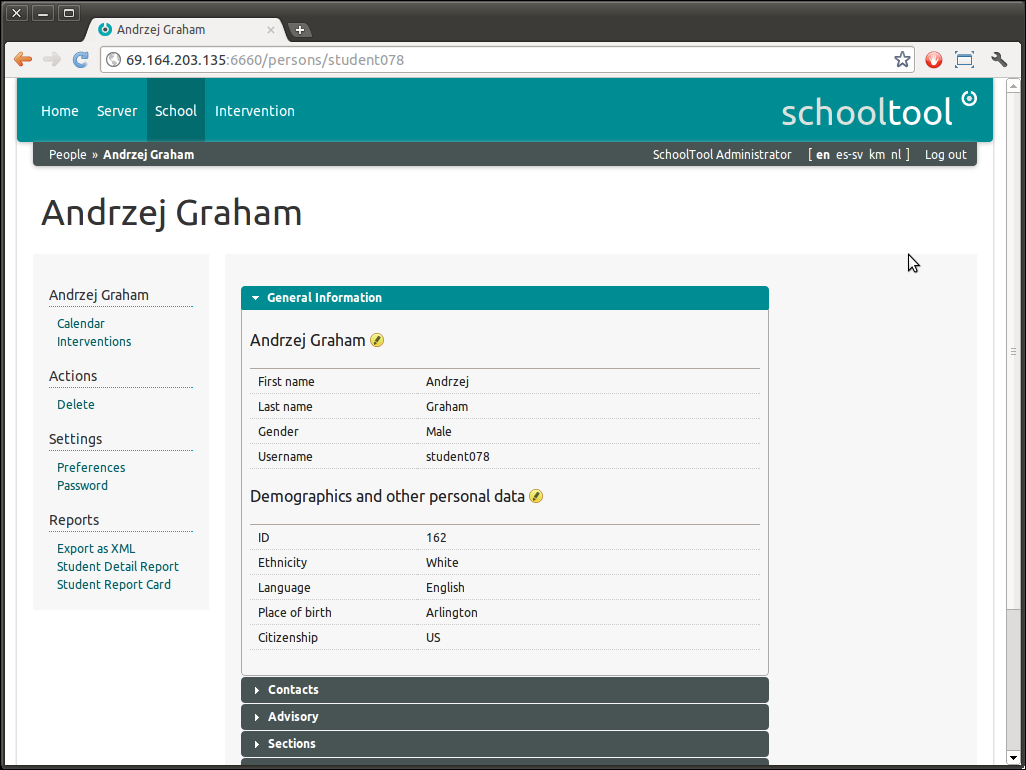 Andrzej Graham
69.164.203.135:6660/persons/student078
Home Server School Intervention
schooltool
People » Andrzej Graham SchoolTool Administrator [ en es-sv km nl ] Log out
Andrzej Graham
Andrzej Graham
Calendar
Interventions
Actions
Delete
Settings
Preferences
Password
Reports
Export as XML
Student Detail Report
Student Report Card
General Information
Andrzej Graham
First name Andrzej
Last name Graham
Gender Male
Username student078
Demographics and other personal data
ID 162
Ethnicity White
Language English
Place of birth Arlington
Citizenship US
Contacts
Advisory
Sections